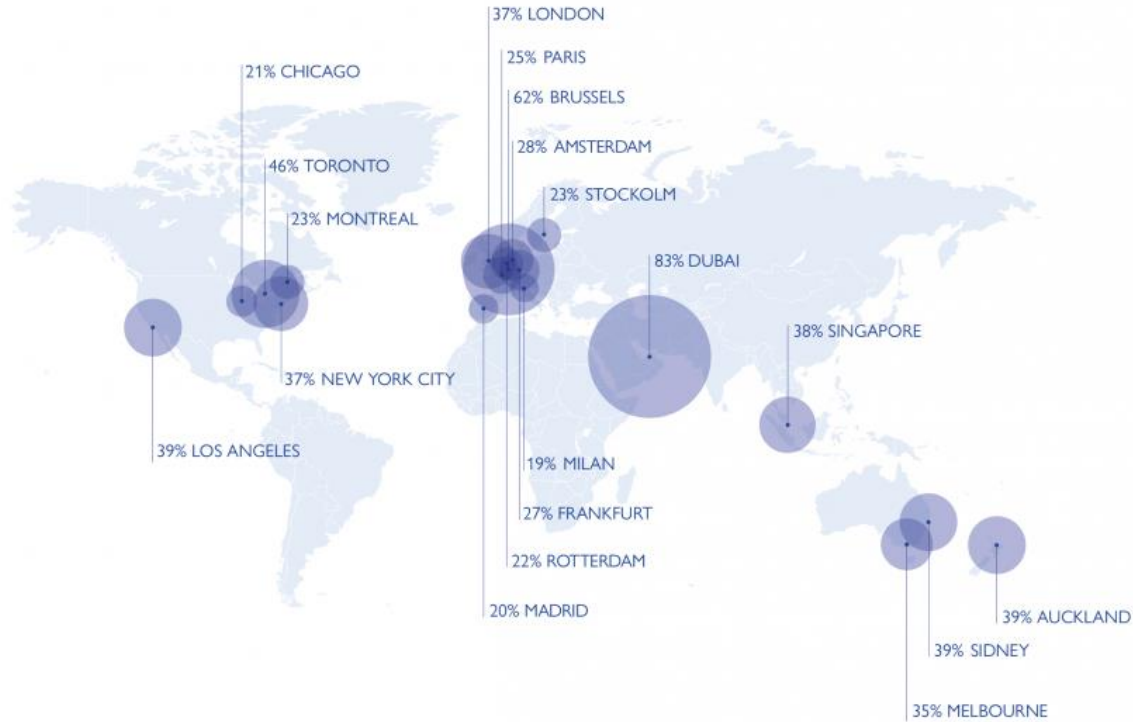 37% LONDON
25% PARIS
21% CHICAGO
62% BRUSSELS
28% AMSTERDAM
46% TORONTO
23% STOCKOLM
23% MONTREAL
83% DUBAI
38% SINGAPORE
37% NEW YORK CITY
39% LOS ANGELES
19% MILAN
27% FRANKFURT
22% ROTTERDAM
20% MADRID
39% AUCKLAND
39% SIDNEY
35% MELBOURNE